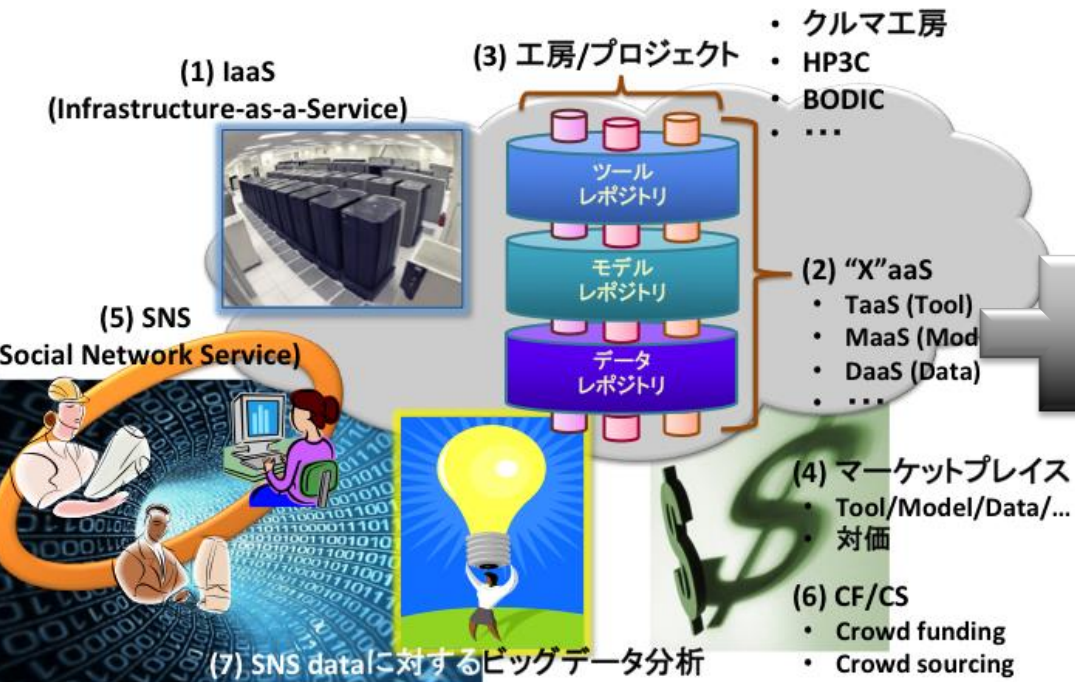 (1) IaaS
(Infrastructure-as-a-Service)
(3) 工房/プロジェクト
• クルマ工房
• HP3C
• BODIC
• ・・・
ツール
レポジトリ
モデル
レポジトリ
データ
レポジトリ
(2) “X”aaS
• TaaS (Tool)
• MaaS (Mod
• DaaS (Data)
• ・・・
(5) SNS
Social Network Service)
(4) マーケットプレイス
• Tool/Model/Data/...
• 対価
(6) CF/CS
• Crowd funding
• Crowd sourcing
(7) SNS dataに対するビッグデータ分析